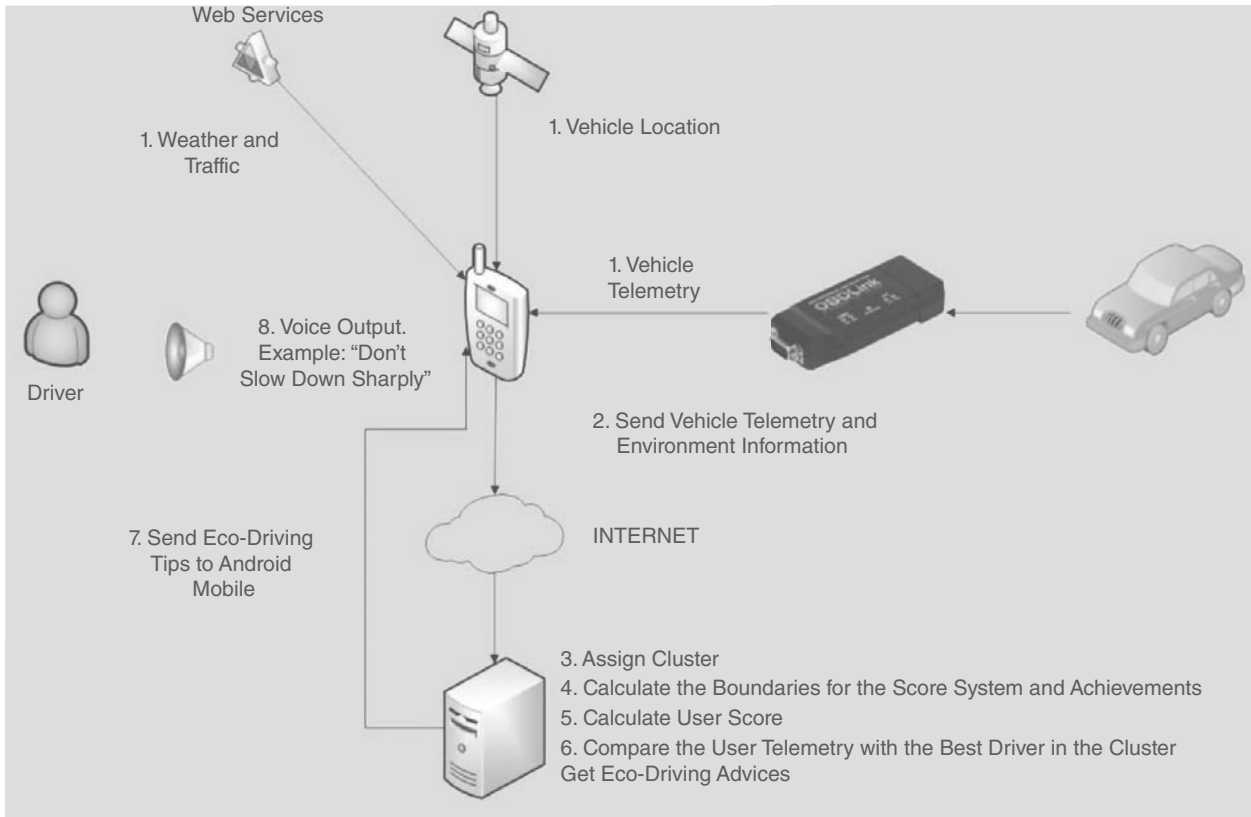 Web Services
1. Weather and
Traffic
1. Vehicle Location
1. Vehicle
Telemetry
OBDLink
Driver
8. Voice Output.
Example: “Don’t
Slow Down Sharply”
2. Send Vehicle Telemetry and
Environment Information
7. Send Eco-Driving
Tips to Android
Mobile
INTERNET
3. Assign Cluster
4. Calculate the Boundaries for the Score System and Achievements
5. Calculate User Score
6. Compare the User Telemetry with the Best Driver in the Cluster
Get Eco-Driving Advices